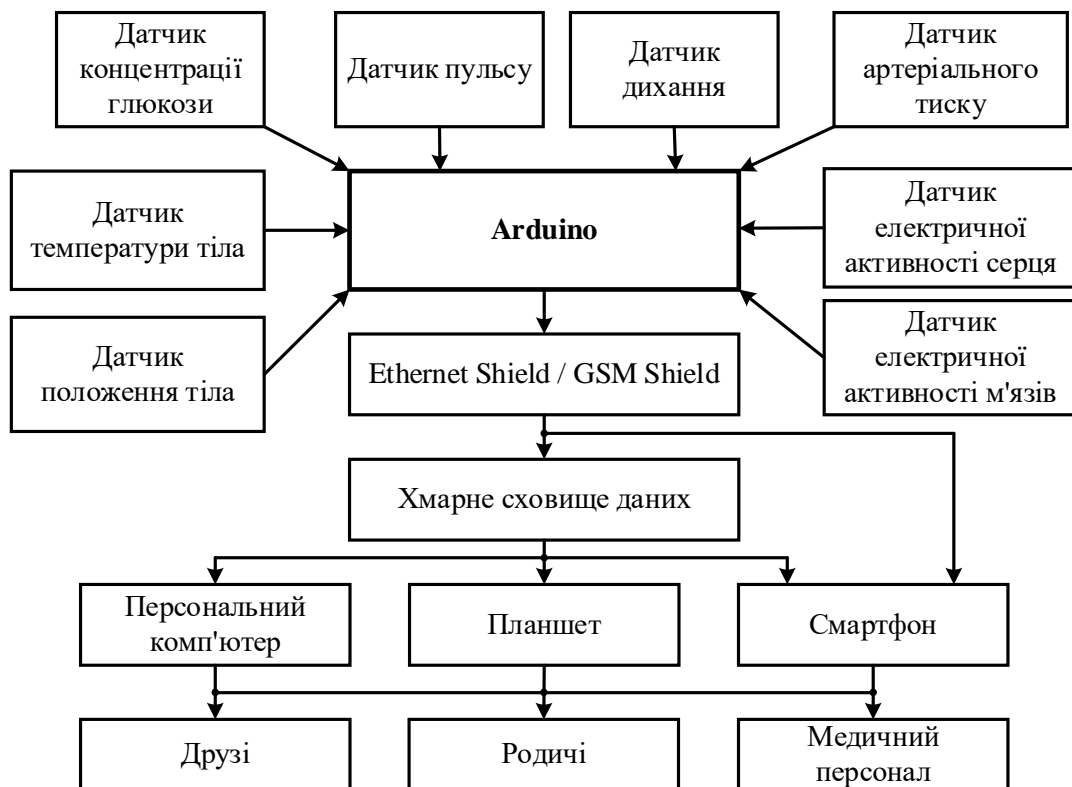 Датчик
концентрації
глюкози
Датчик пульсу
Датчик
дихання
Датчик
артеріального
тиску
Датчик
температури тіла
Arduino
Датчик
електричної
активності серця
Датчик
положення тіла
Ethernet Shield / GSM Shield
Датчик
електричної
активності м'язів
Хмарне сховище даних
Персональний
комп'ютер
Планшет
Смартфон
Друзі
Родичі
Медичний
персонал